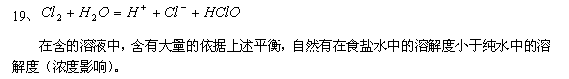 19、Cl₂ + H₂O = H⁺ + Cl⁻ + HClO
在含的溶液中，含有大量的依据上述平衡，自然有在食盐水中的溶解度小于纯水中的溶
解度（浓度影响)。